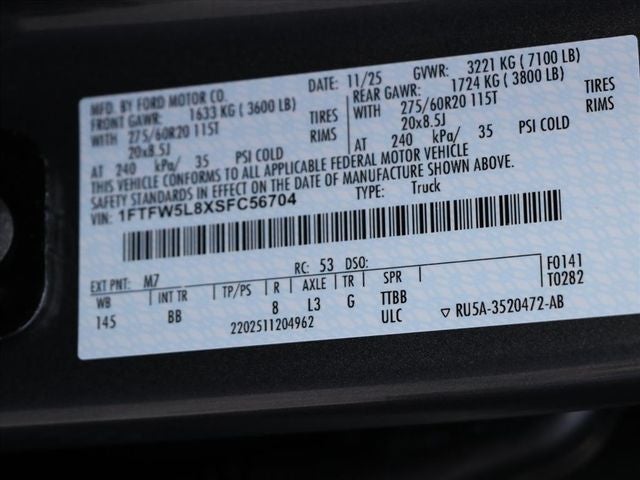 MFD. BY FORD MOTOR CO.
DATE: 11/25 GVWR: 3221 KG ( 7100 LB)
FRONT GAWR: 1633 KG ( 3600 LB)
WITH 275/60R20 115T TIRES
20x8.5J RIMS
AT 240 kPa/ 35 PSI COLD
REAR GAWR: 1724 KG ( 3800 LB)
WITH 275/60R20 115T TIRES
20x8.5J RIMS
AT 240 kPa/ 35 PSI COLD
THIS VEHICLE CONFORMS TO ALL APPLICABLE FEDERAL MOTOR VEHICLE
SAFETY STANDARDS IN EFFECT ON THE DATE OF MANUFACTURE SHOWN ABOVE.
VIN: 1FTFW5L8XSFC56704 TYPE: Truck
EXT PNT: M7 RC: 53 DSO: F0141
WB INT TR TP/PS R AXLE TR SPR T0282
145 BB 8 L3 G TTBB
2202511204962 ULC ▽ RU5A-3520472-AB